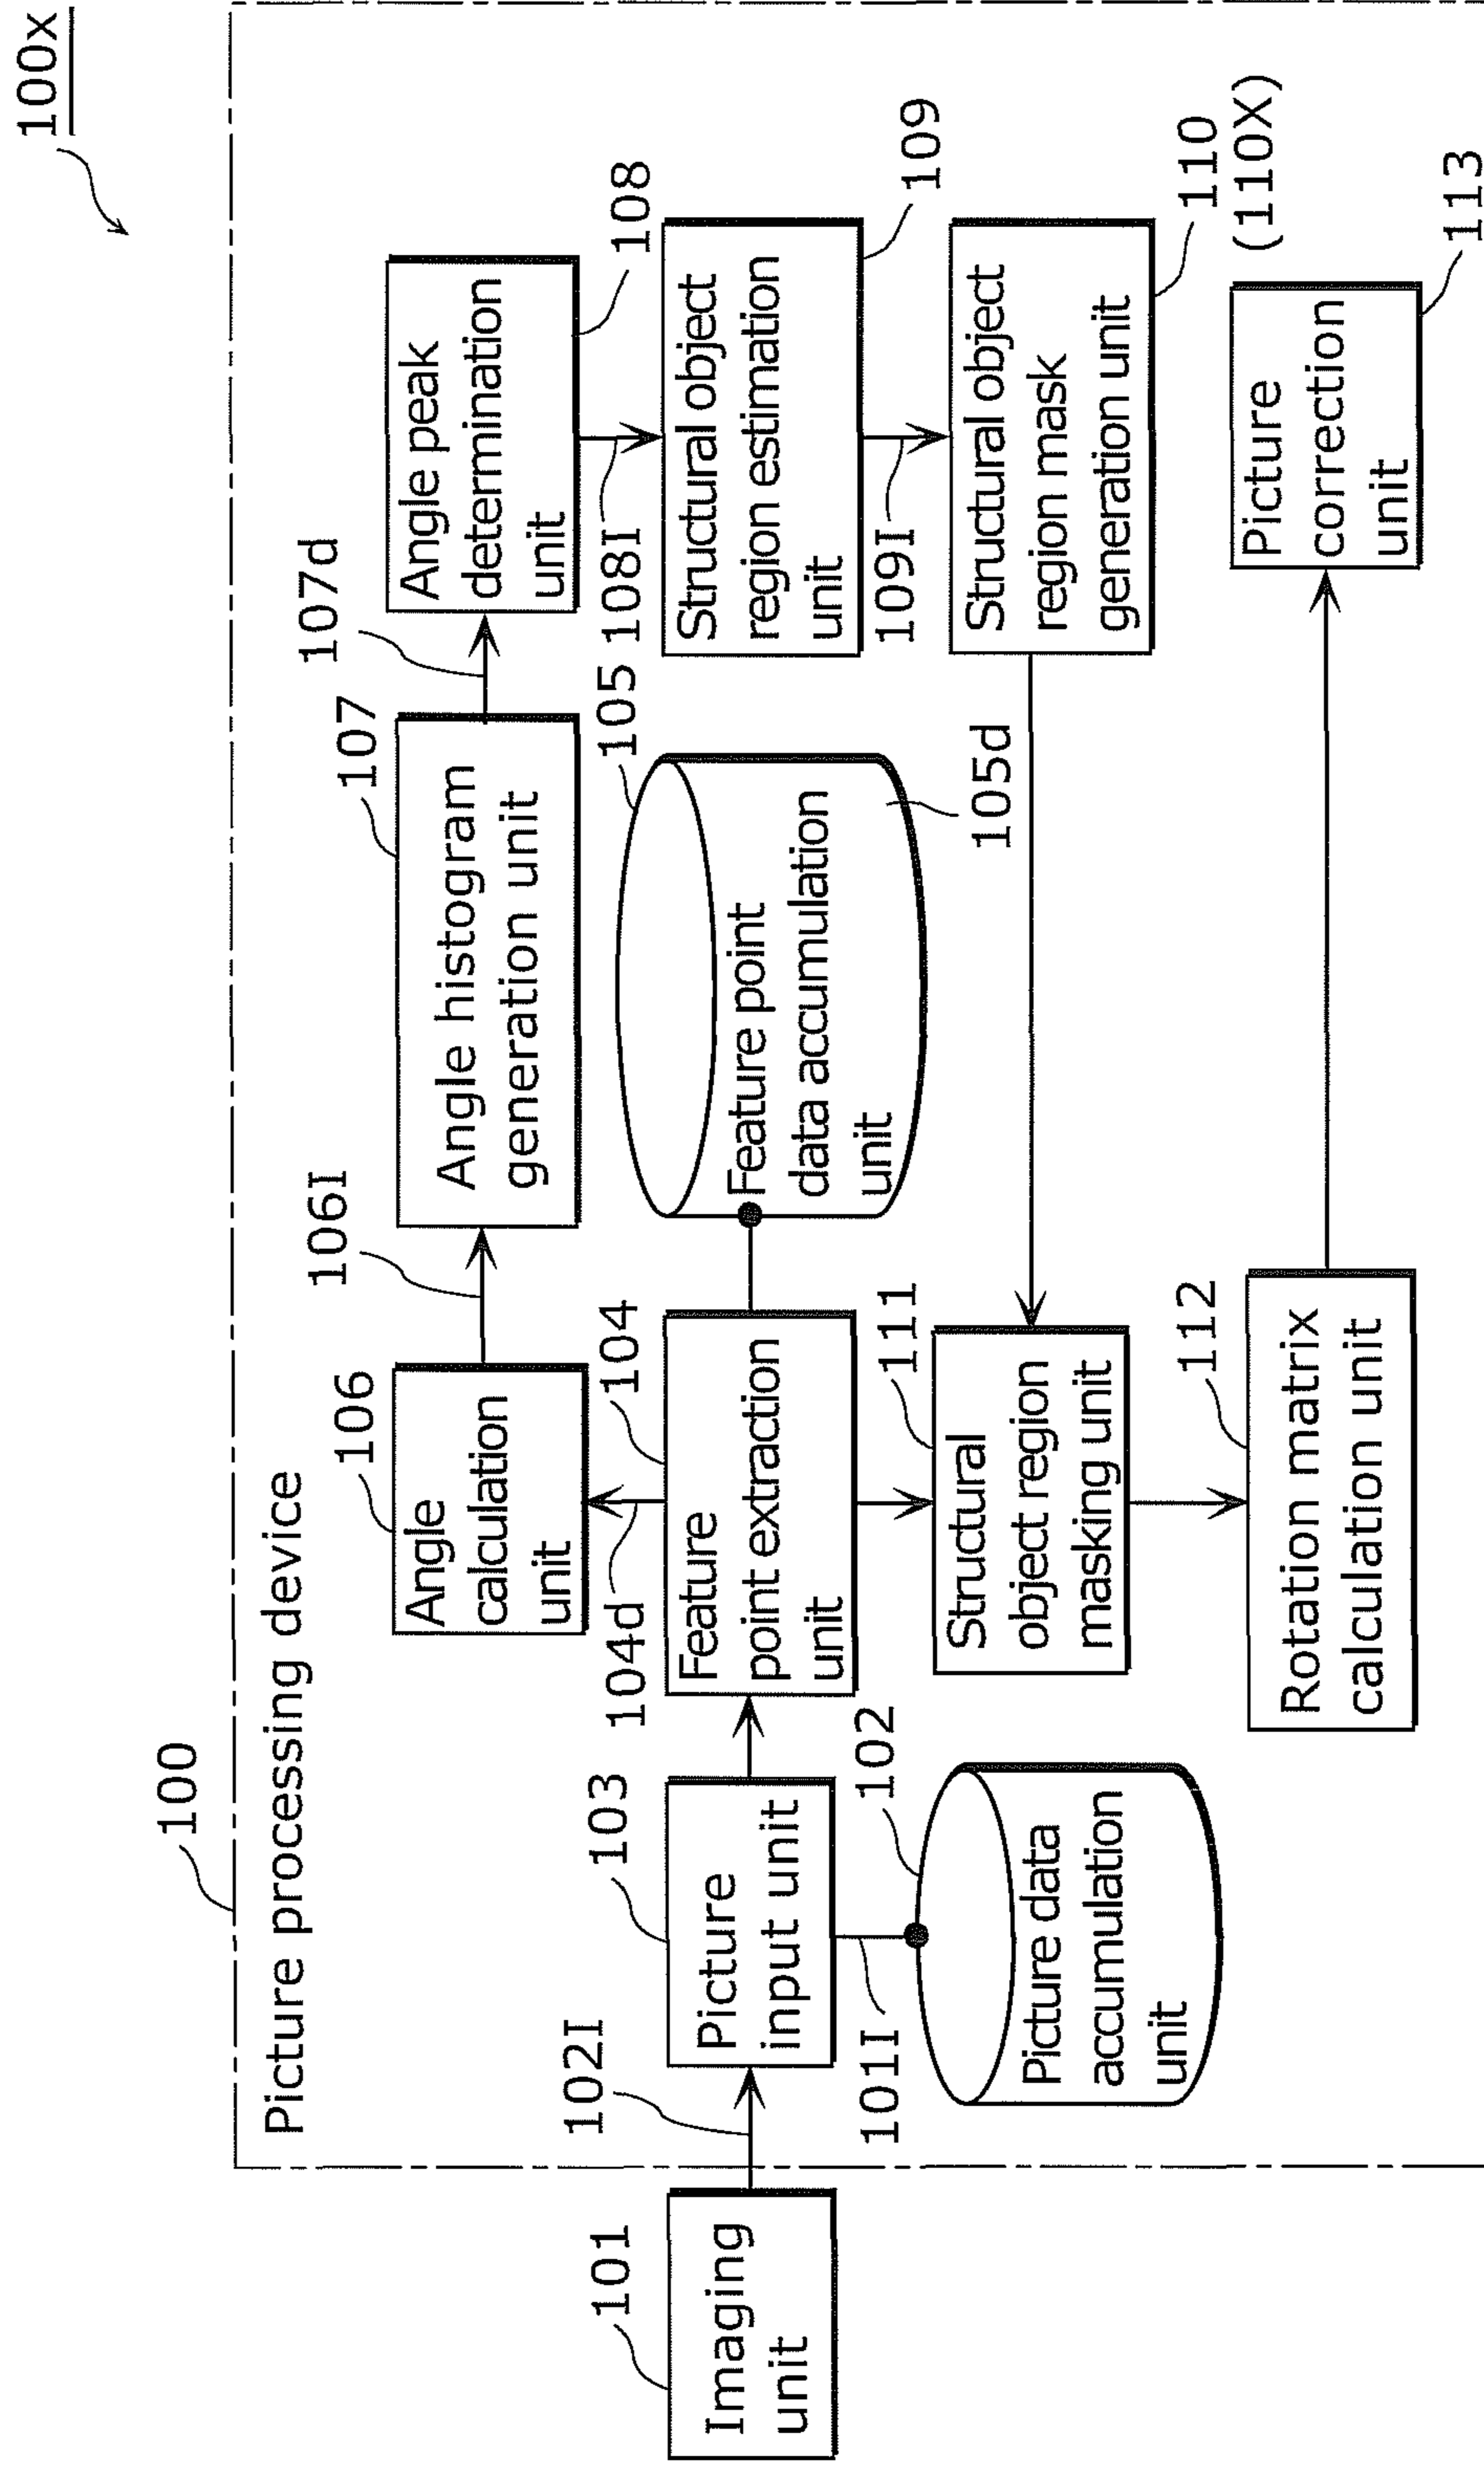 100x
100
Picture processing device
101
Imaging
unit
102I
103
Picture
input unit
101I
102
Picture data
accumulation
unit
104d
104
Feature
point extraction
unit
105
Feature point
data accumulation
unit
105d
106
Angle
calculation
unit
106I
107
Angle histogram
generation unit
107d
Angle peak
determination
unit
108
108I
Structural object
region estimation
unit
109
109I
Structural object
region mask
generation unit
110
(110X)
111
Structural
object region
masking unit
112
Rotation matrix
calculation unit
Picture
correction
unit
113